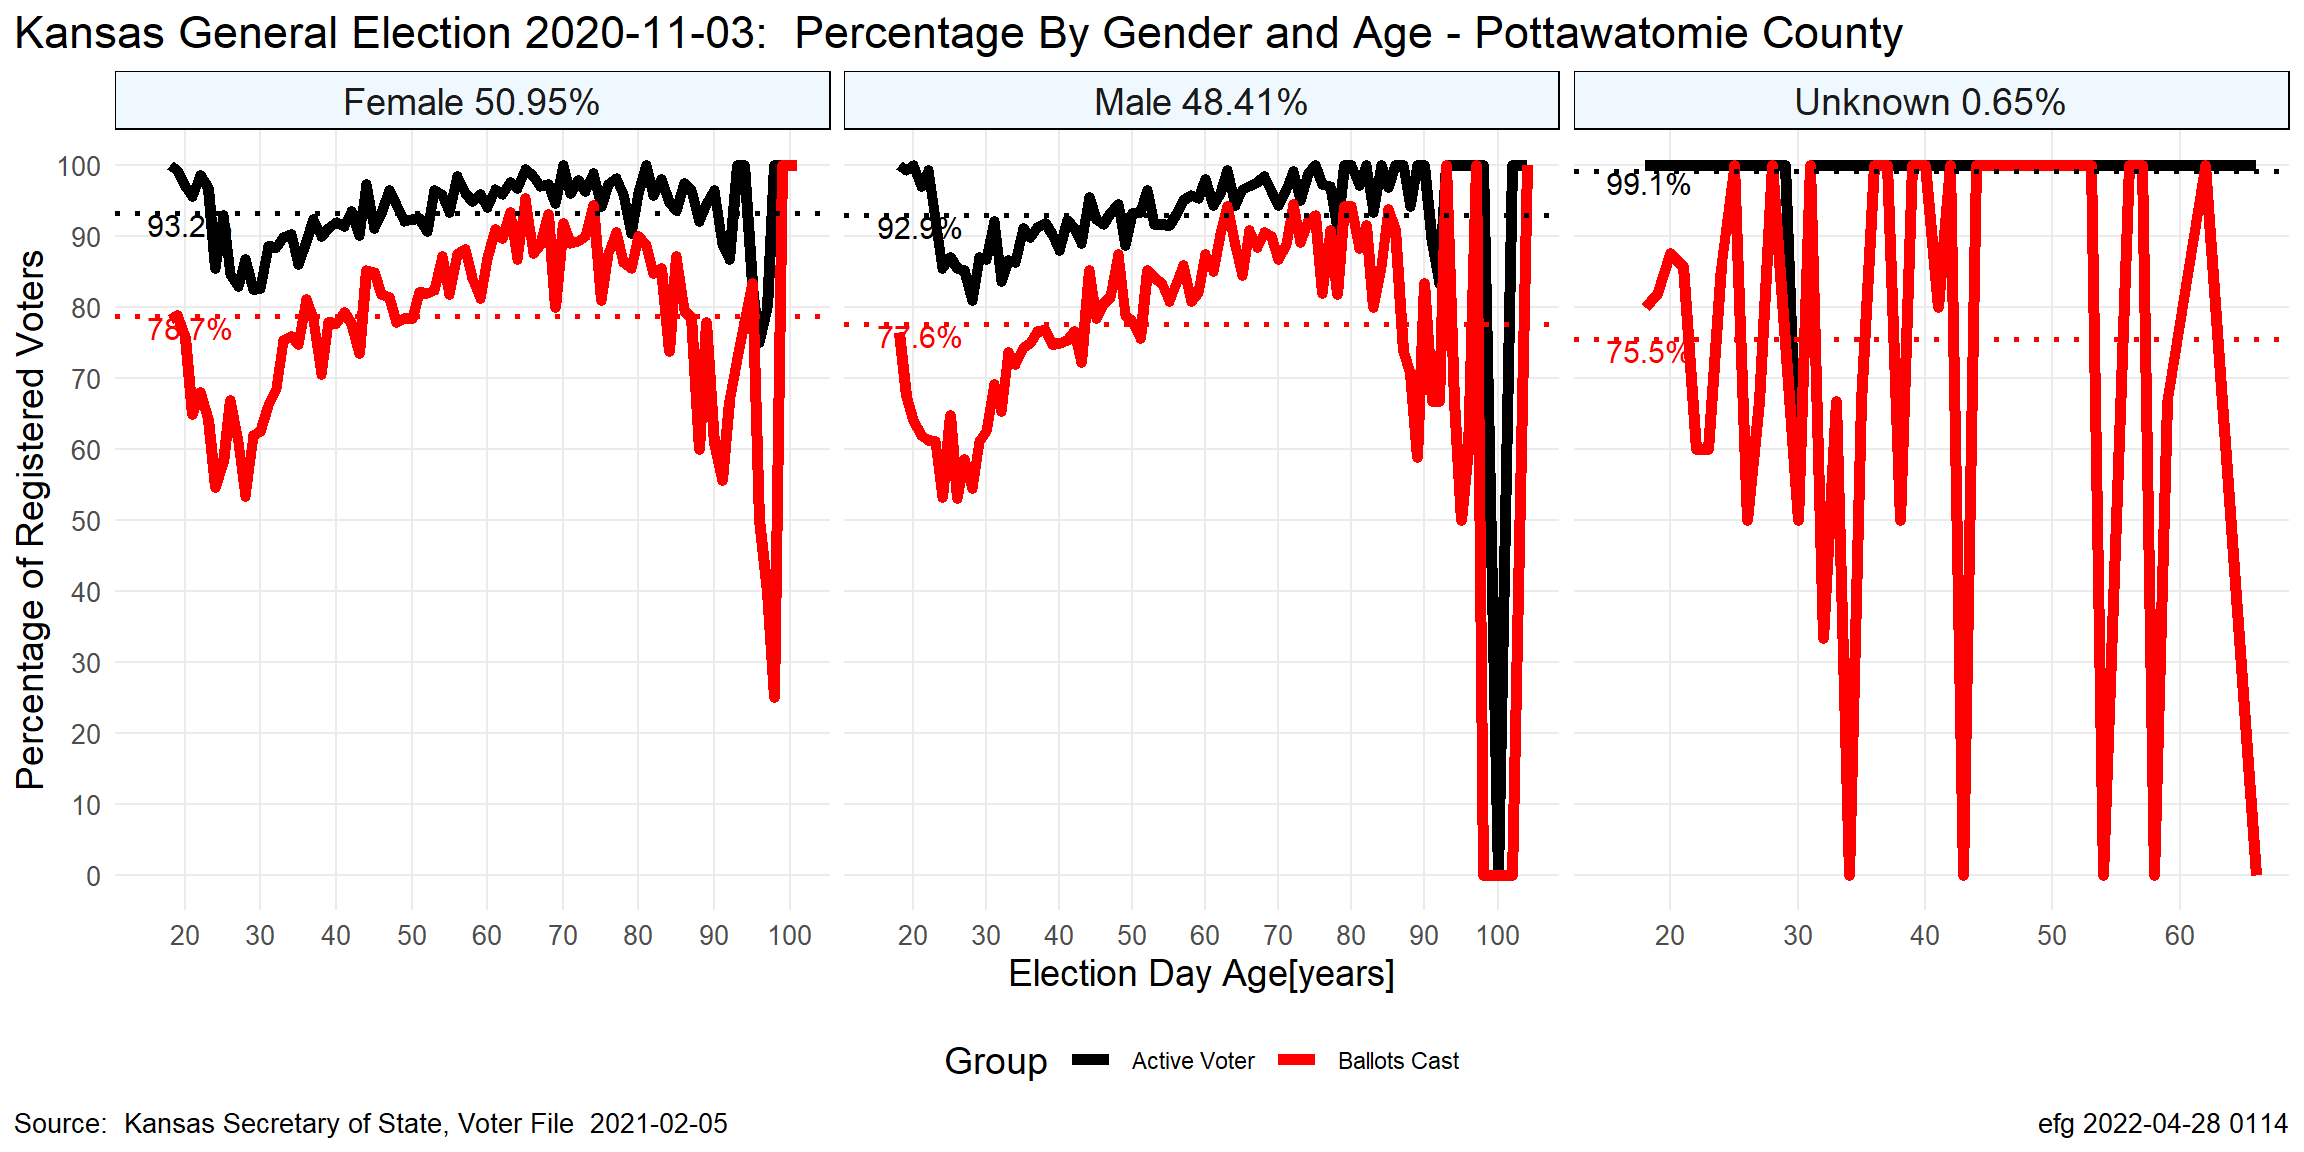 Kansas General Election 2020-11-03:  Percentage By Gender and Age - Pottawatomie County
Female 50.95%
Male 48.41%
Unknown 0.65%
Percentage of Registered Voters
100
90
80
70
60
50
40
30
20
10
0
93.2
78.7%
92.9%
77.6%
99.1%
75.5%
20 30 40 50 60 70 80 90 100
20 30 40 50 60 70 80 90 100
20 30 40 50 60
Election Day Age[years]
Group Active Voter Ballots Cast
Source:  Kansas Secretary of State, Voter File  2021-02-05
efg 2022-04-28 0114